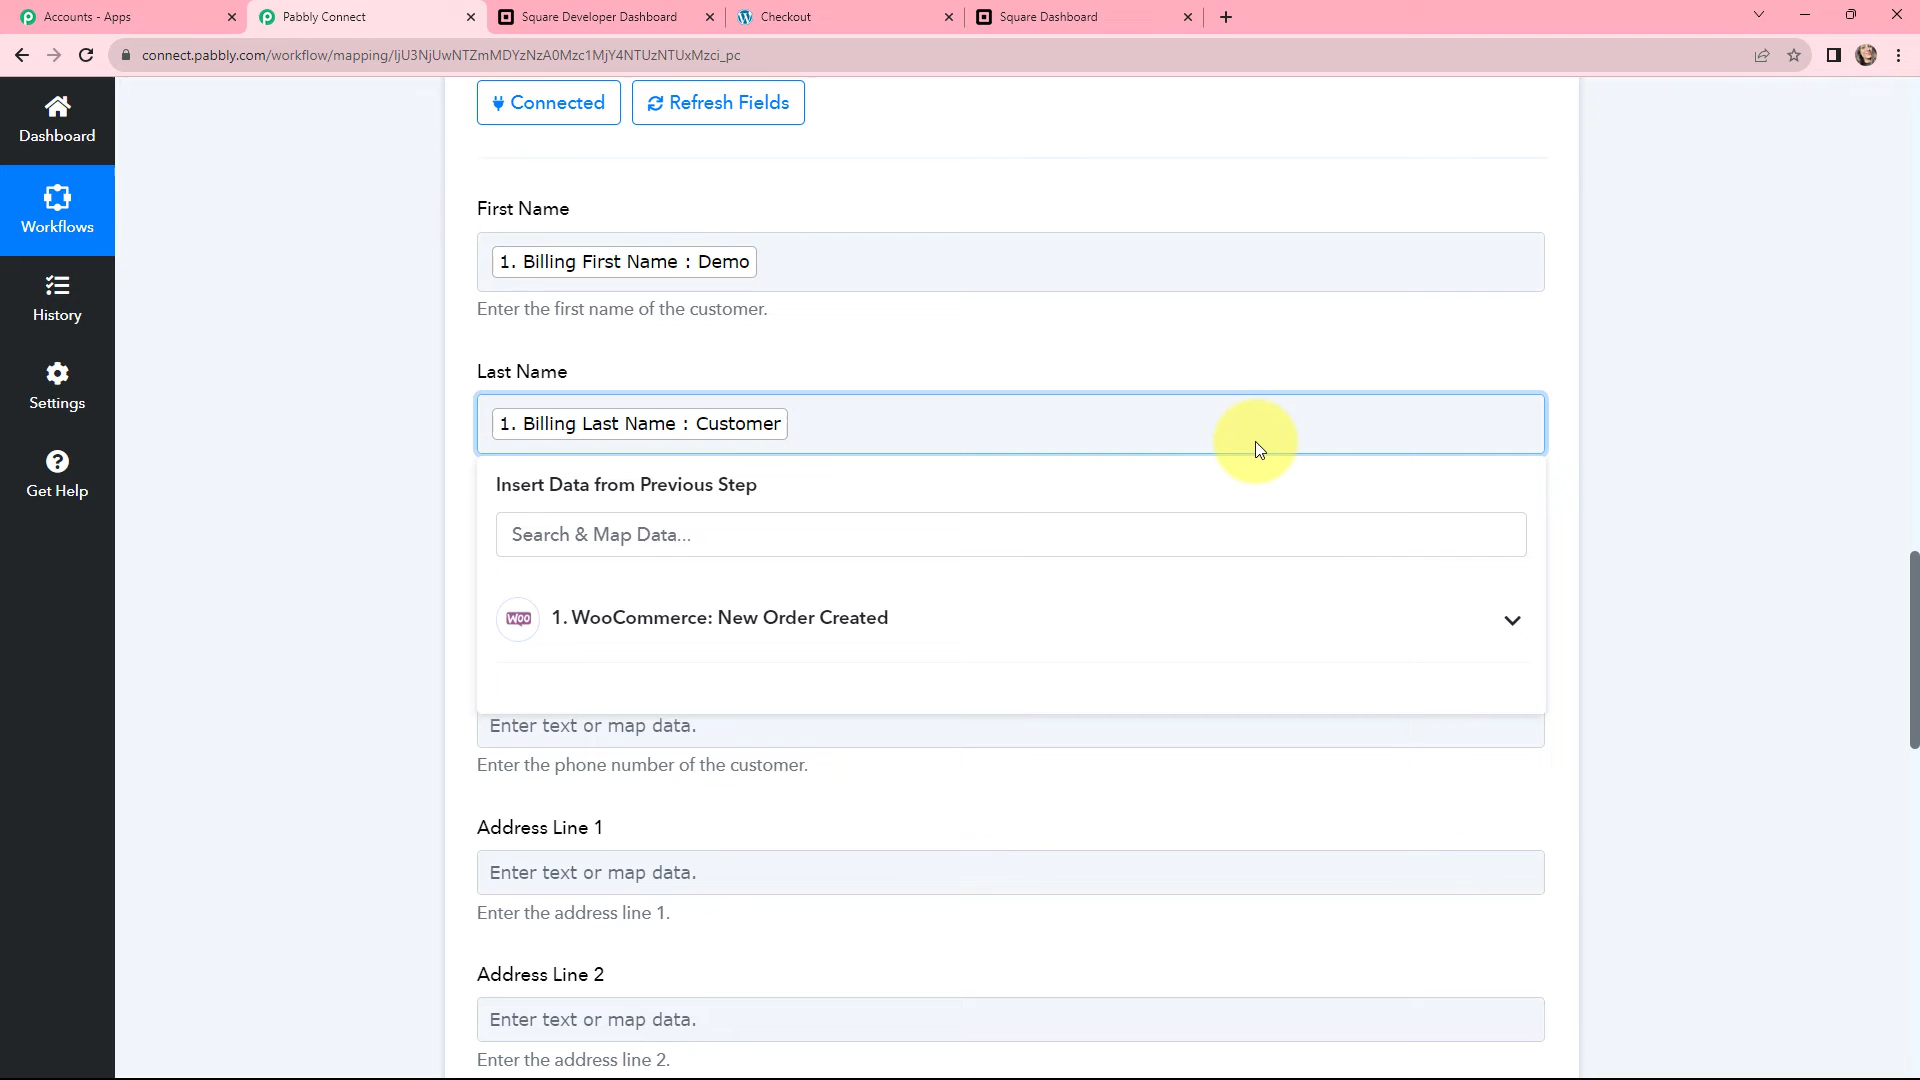 Accounts - Apps
Pabbly Connect
Square Developer Dashboard
Checkout
Square Dashboard
connect.pabbly.com/workflow/mapping/IjU3NjUwNTZmMDYzNzA0Mzc1MjY4NTUzNTUxMzci_pc
Dashboard
Workflows
History
Settings
Get Help
Connected
Refresh Fields
First Name
1. Billing First Name : Demo
Enter the first name of the customer.
Last Name
1. Billing Last Name : Customer
Insert Data from Previous Step
Search & Map Data...
WOO
1. WooCommerce: New Order Created
Enter text or map data.
Enter the phone number of the customer.
Address Line 1
Enter text or map data.
Enter the address line 1.
Address Line 2
Enter text or map data.
Enter the address line 2.